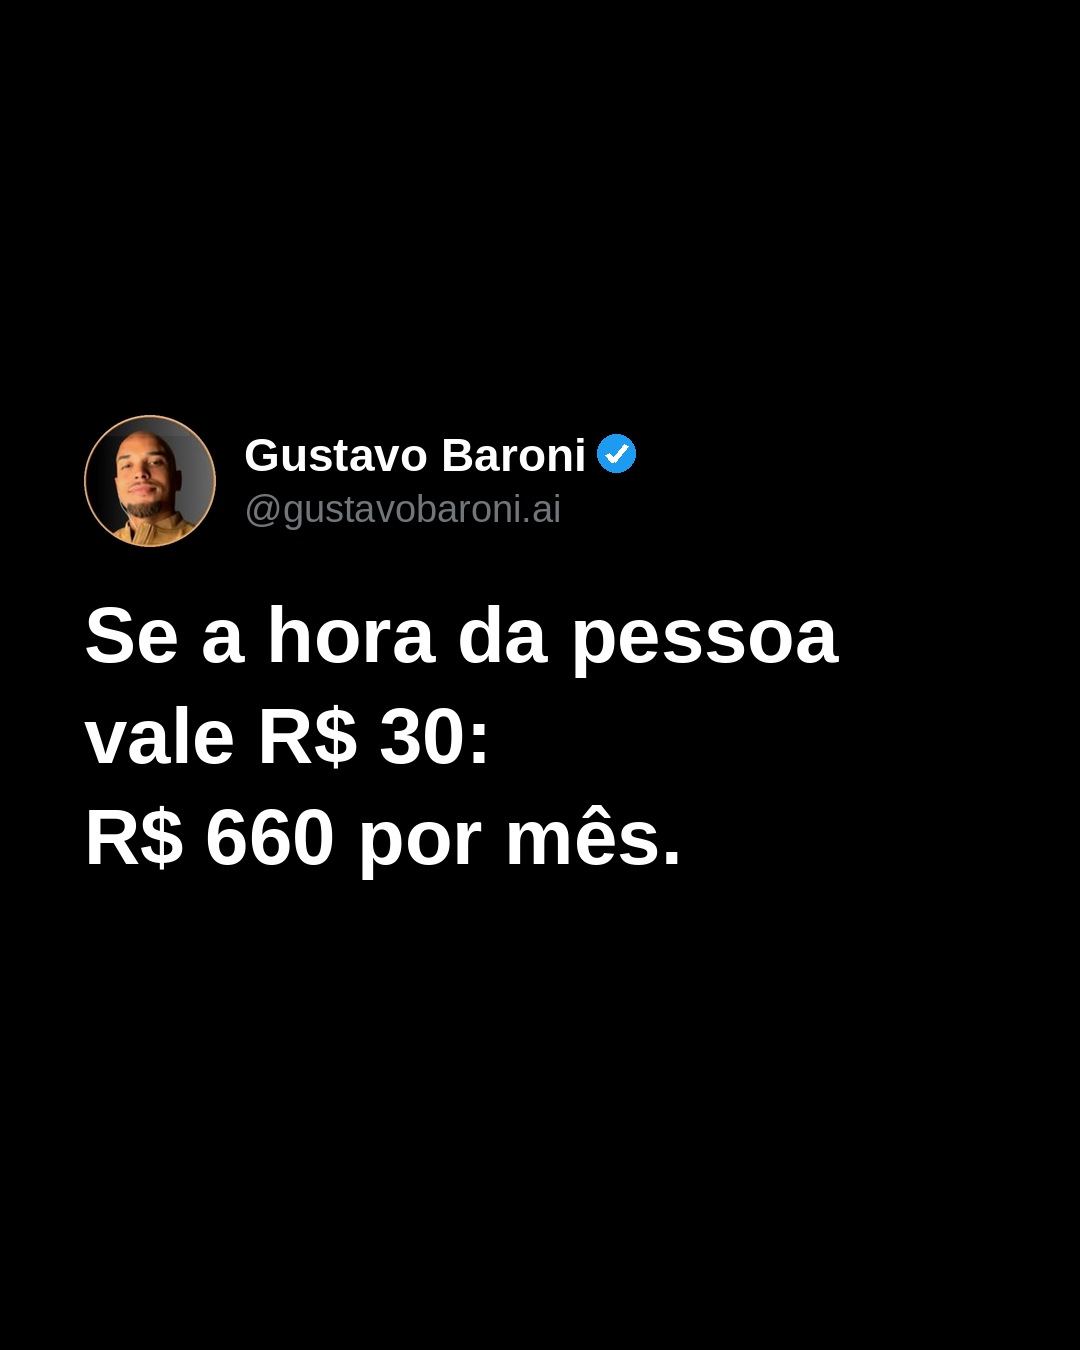 Gustavo Baroni
@gustavobaroni.ai
Se a hora da pessoa
vale R$ 30:
R$ 660 por mês.